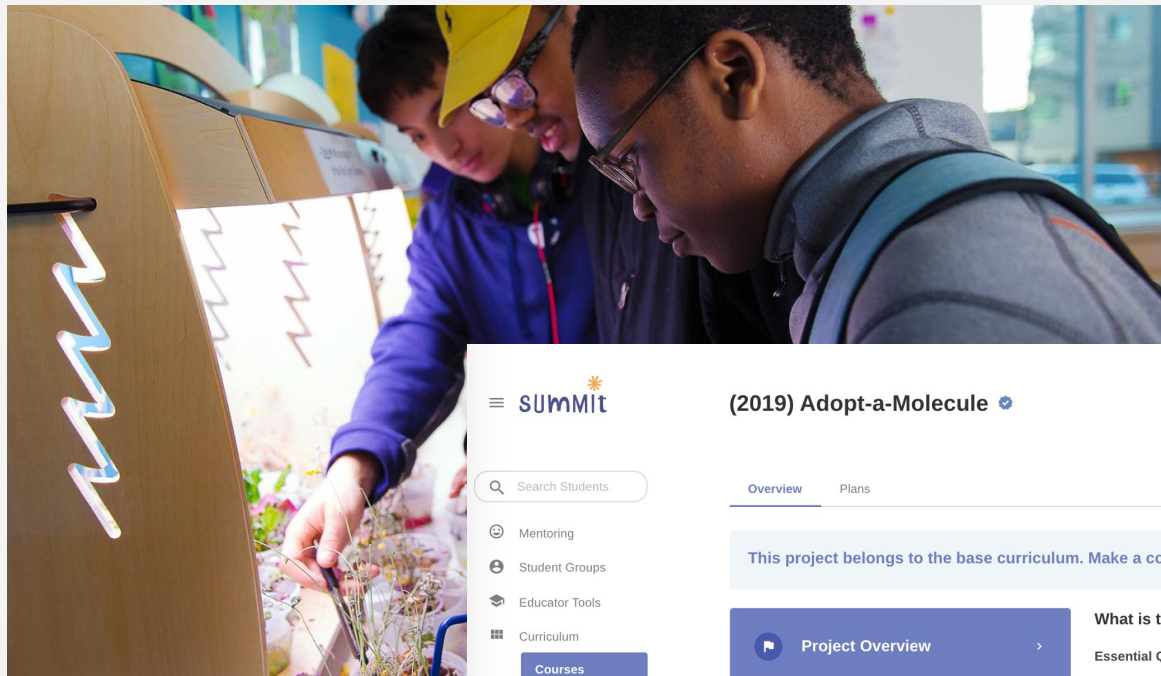 summit
(2019) Adopt-a-Molecule
Search Students
Overview
Plans
Mentoring
Student Groups
Educator Tools
Curriculum
Courses
This project belongs to the base curriculum. Make a co
Project Overview
What is t
Essential Q